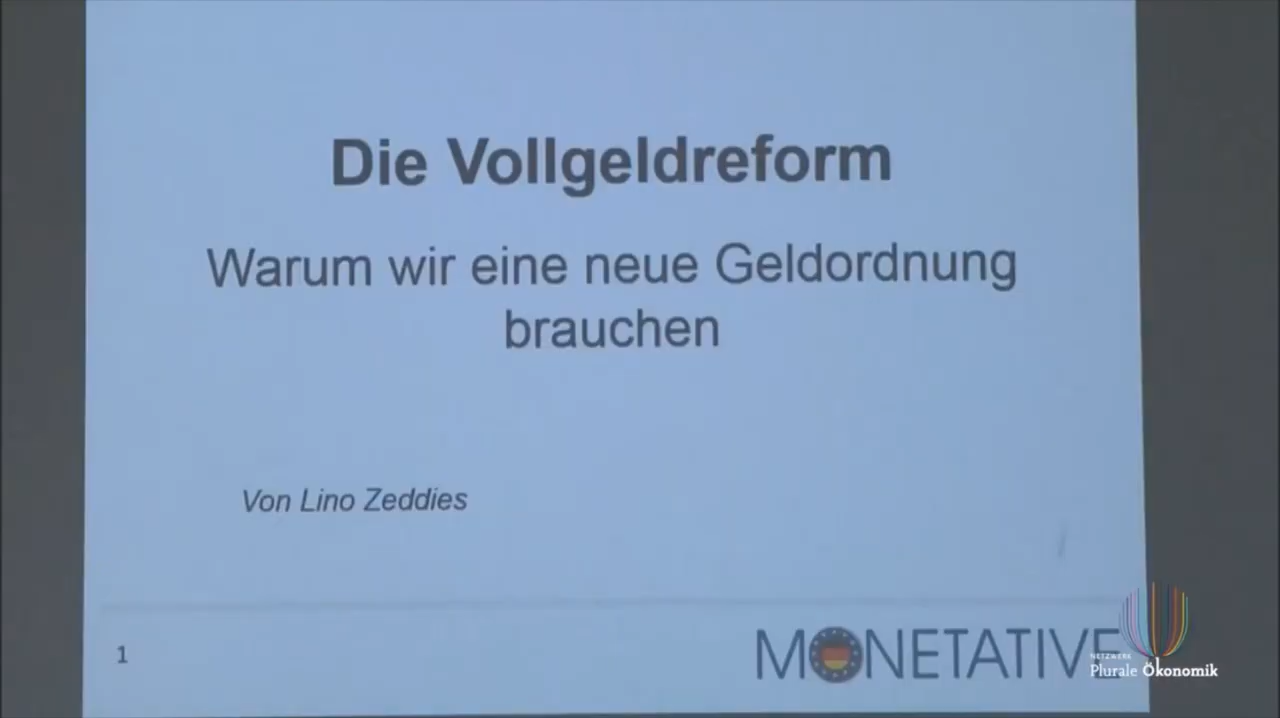 Die Vollgeldreform
Warum wir eine neue Geldordnung
brauchen
Von Lino Zeddies
1
MONETATIVE
NETZWERK
Plurale Ökonomik